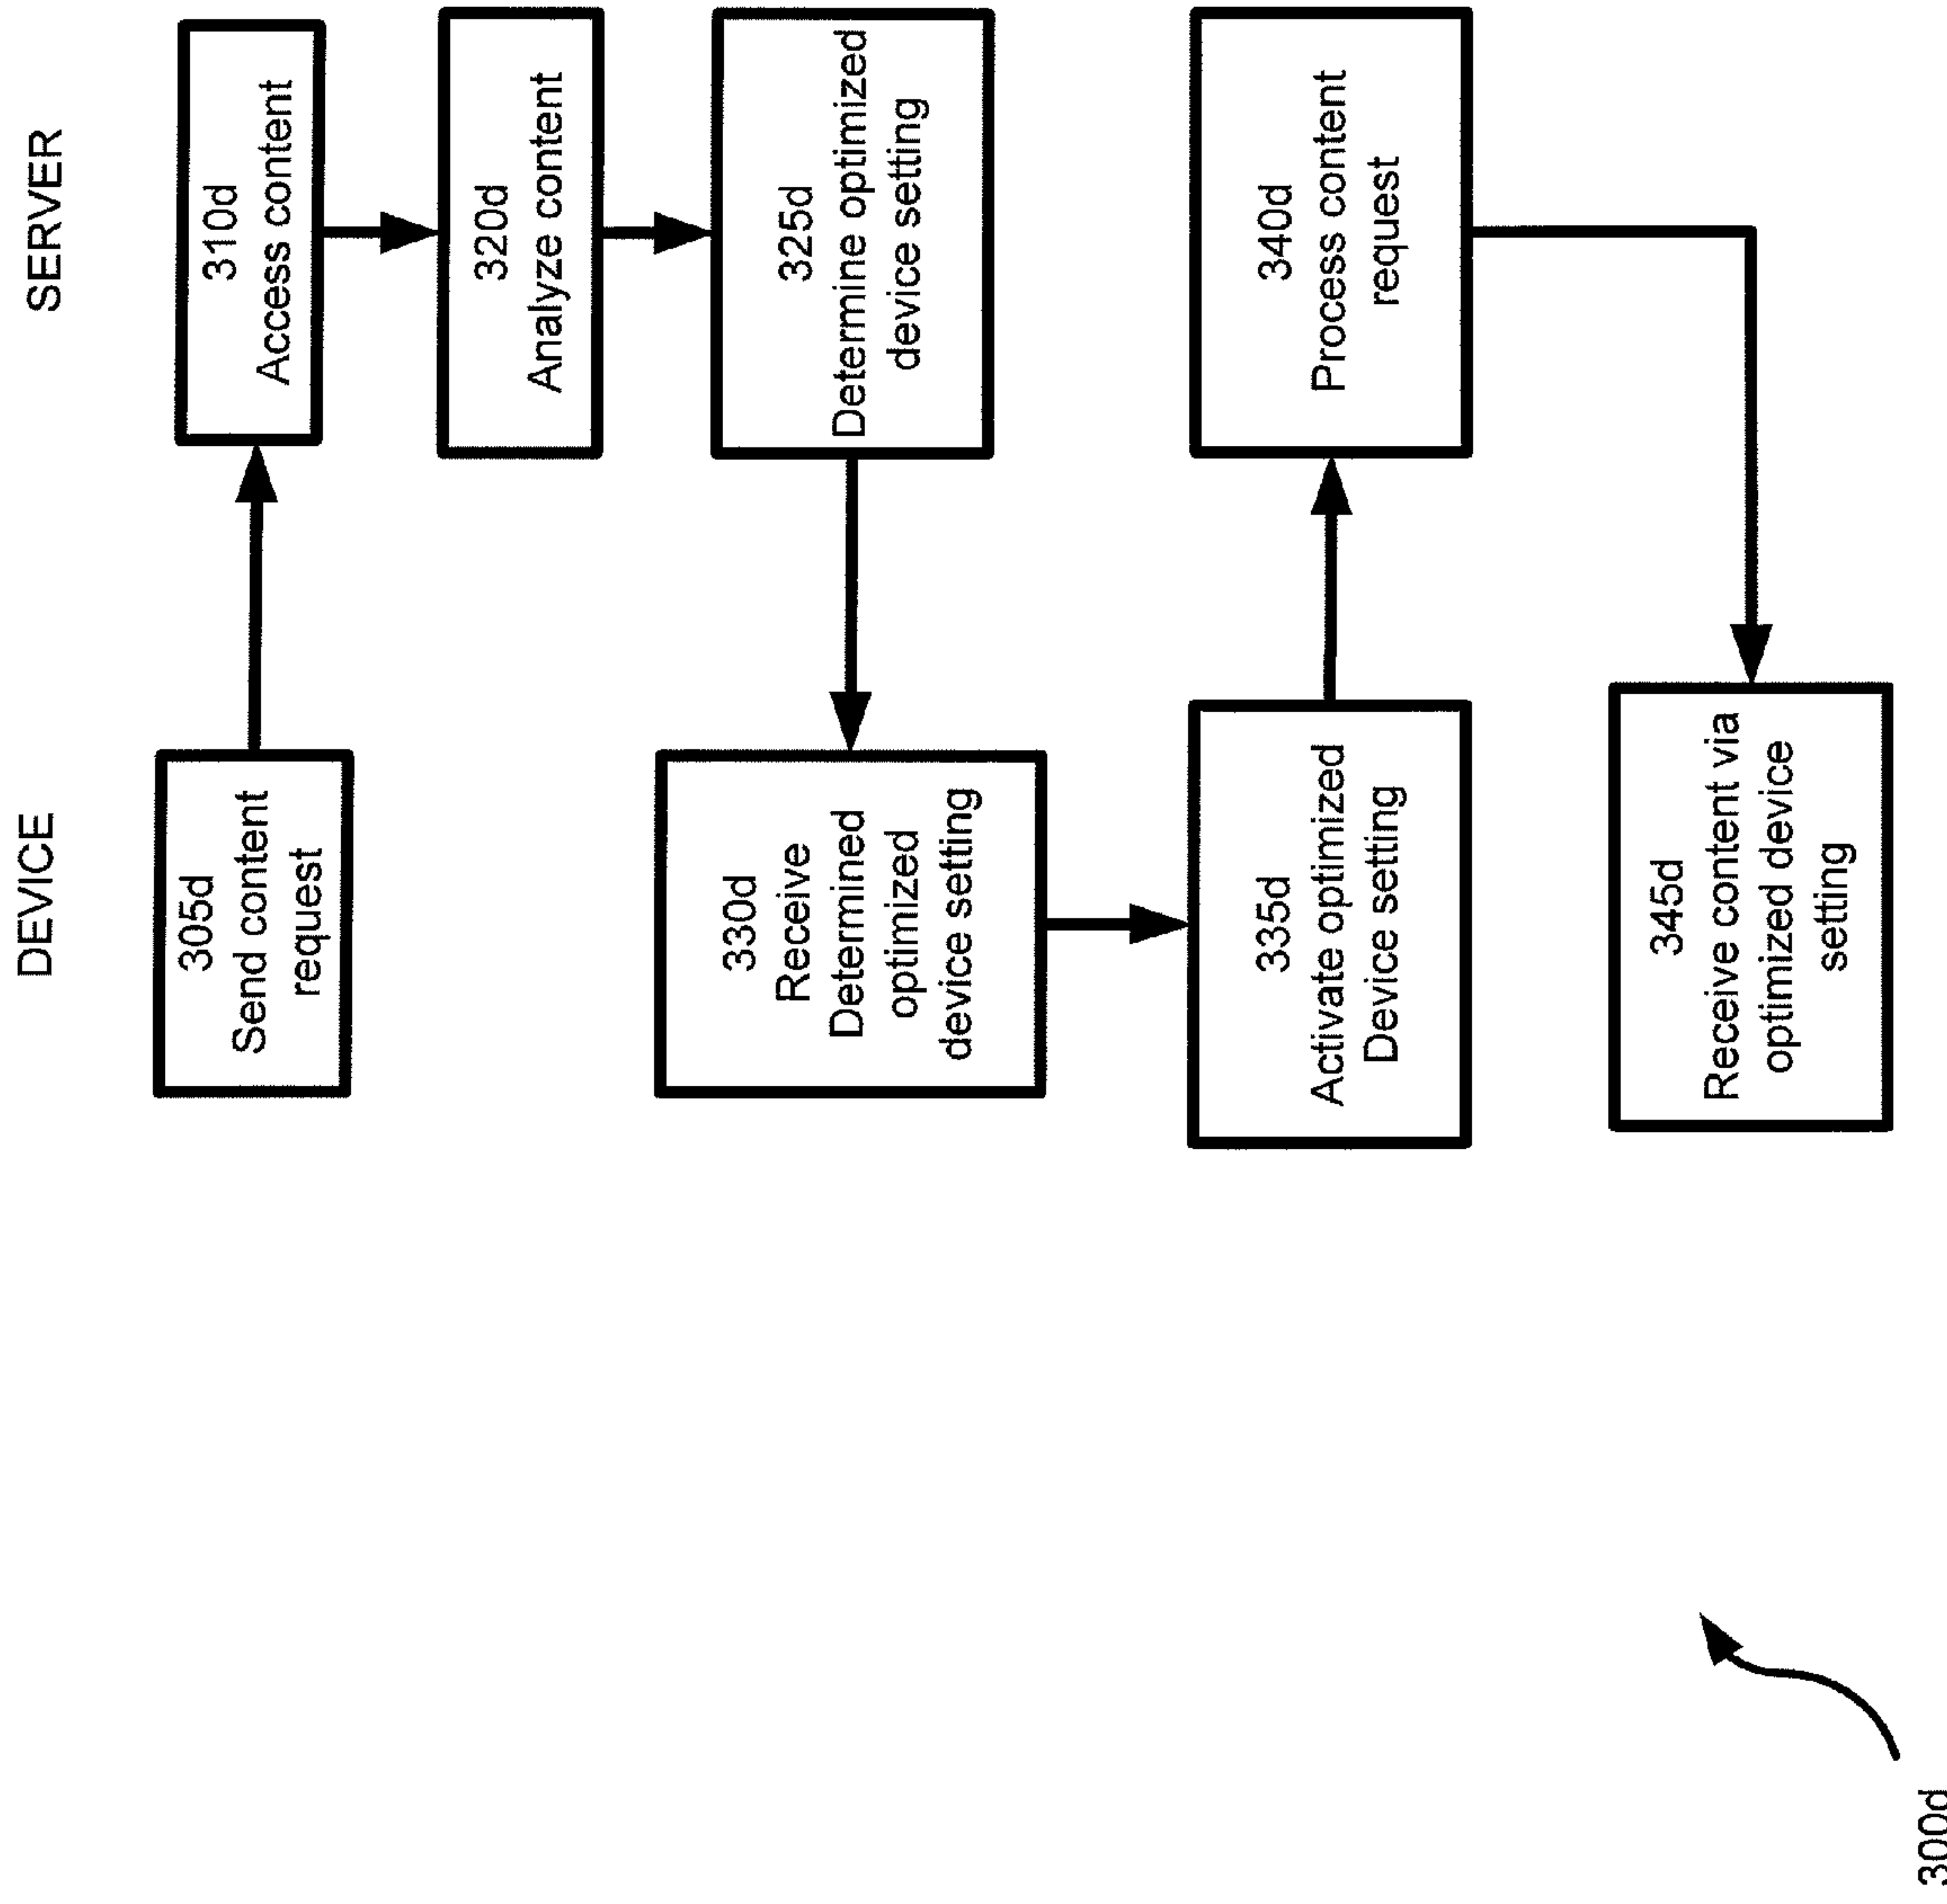 DEVICE
SERVER
305d
Send content
request
310d
Access content
320d
Analyze content
325d
Determine optimized
device setting
330d
Receive
Determined
optimized
device setting
335d
Activate optimized
Device setting
340d
Process content
request
345d
Receive content via
optimized device
setting
300d